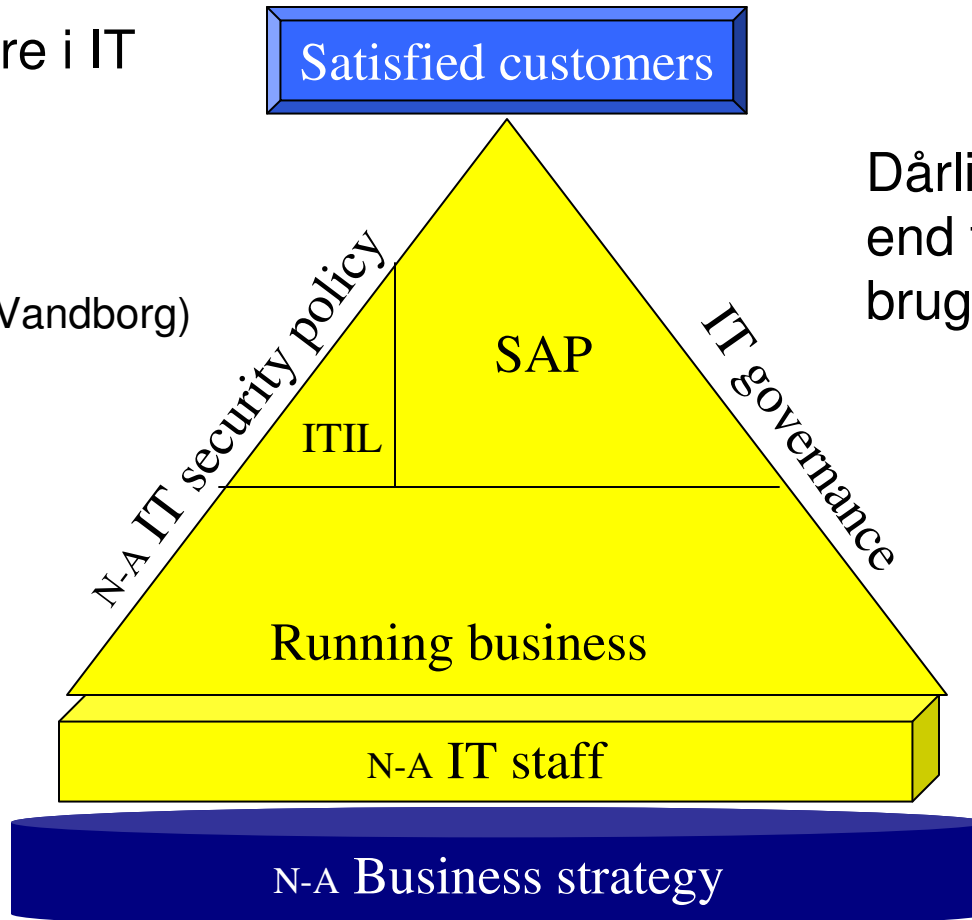 re i IT
Satisfied customers
Dårli
end
brug
Vandborg)
N-A IT security policy
IT governance
SAP
ITIL
Running business
N-A IT staff
N-A Business strategy